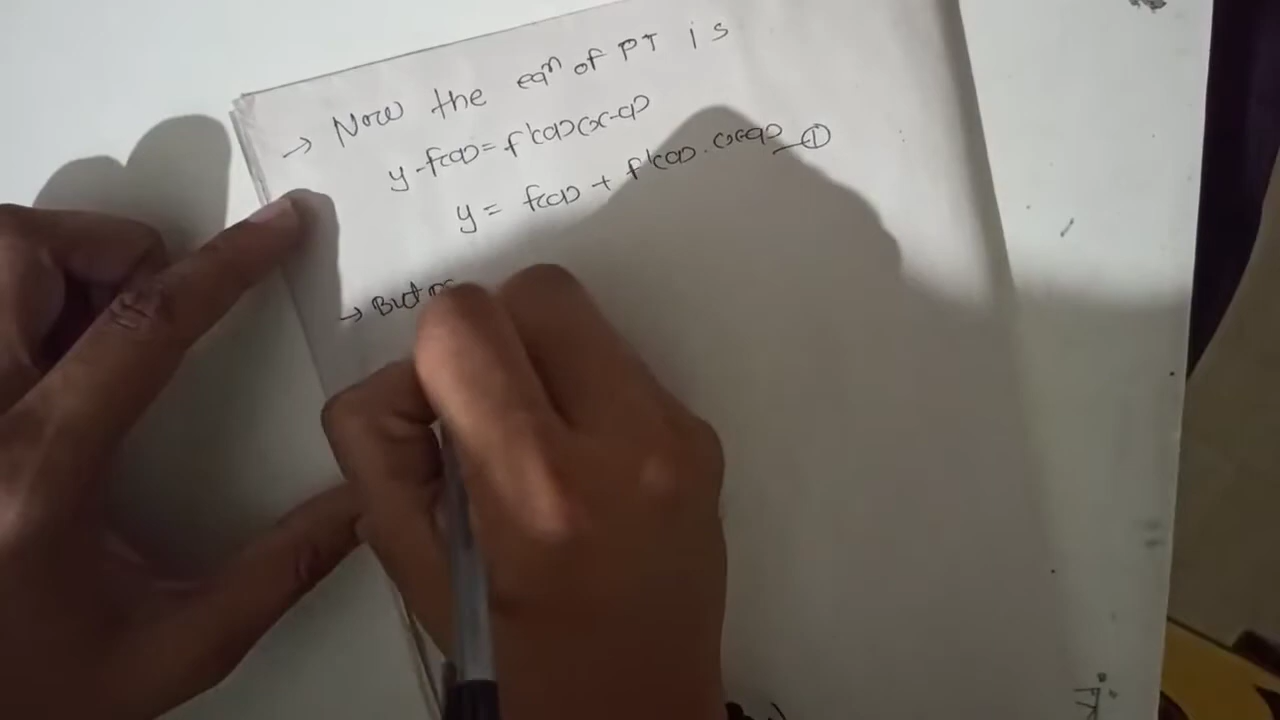 → Now the eqⁿ of PT is
y-f(a) = f'(a)(x-a)
y = f(a) + f'(a).(x-a) —①
→ But